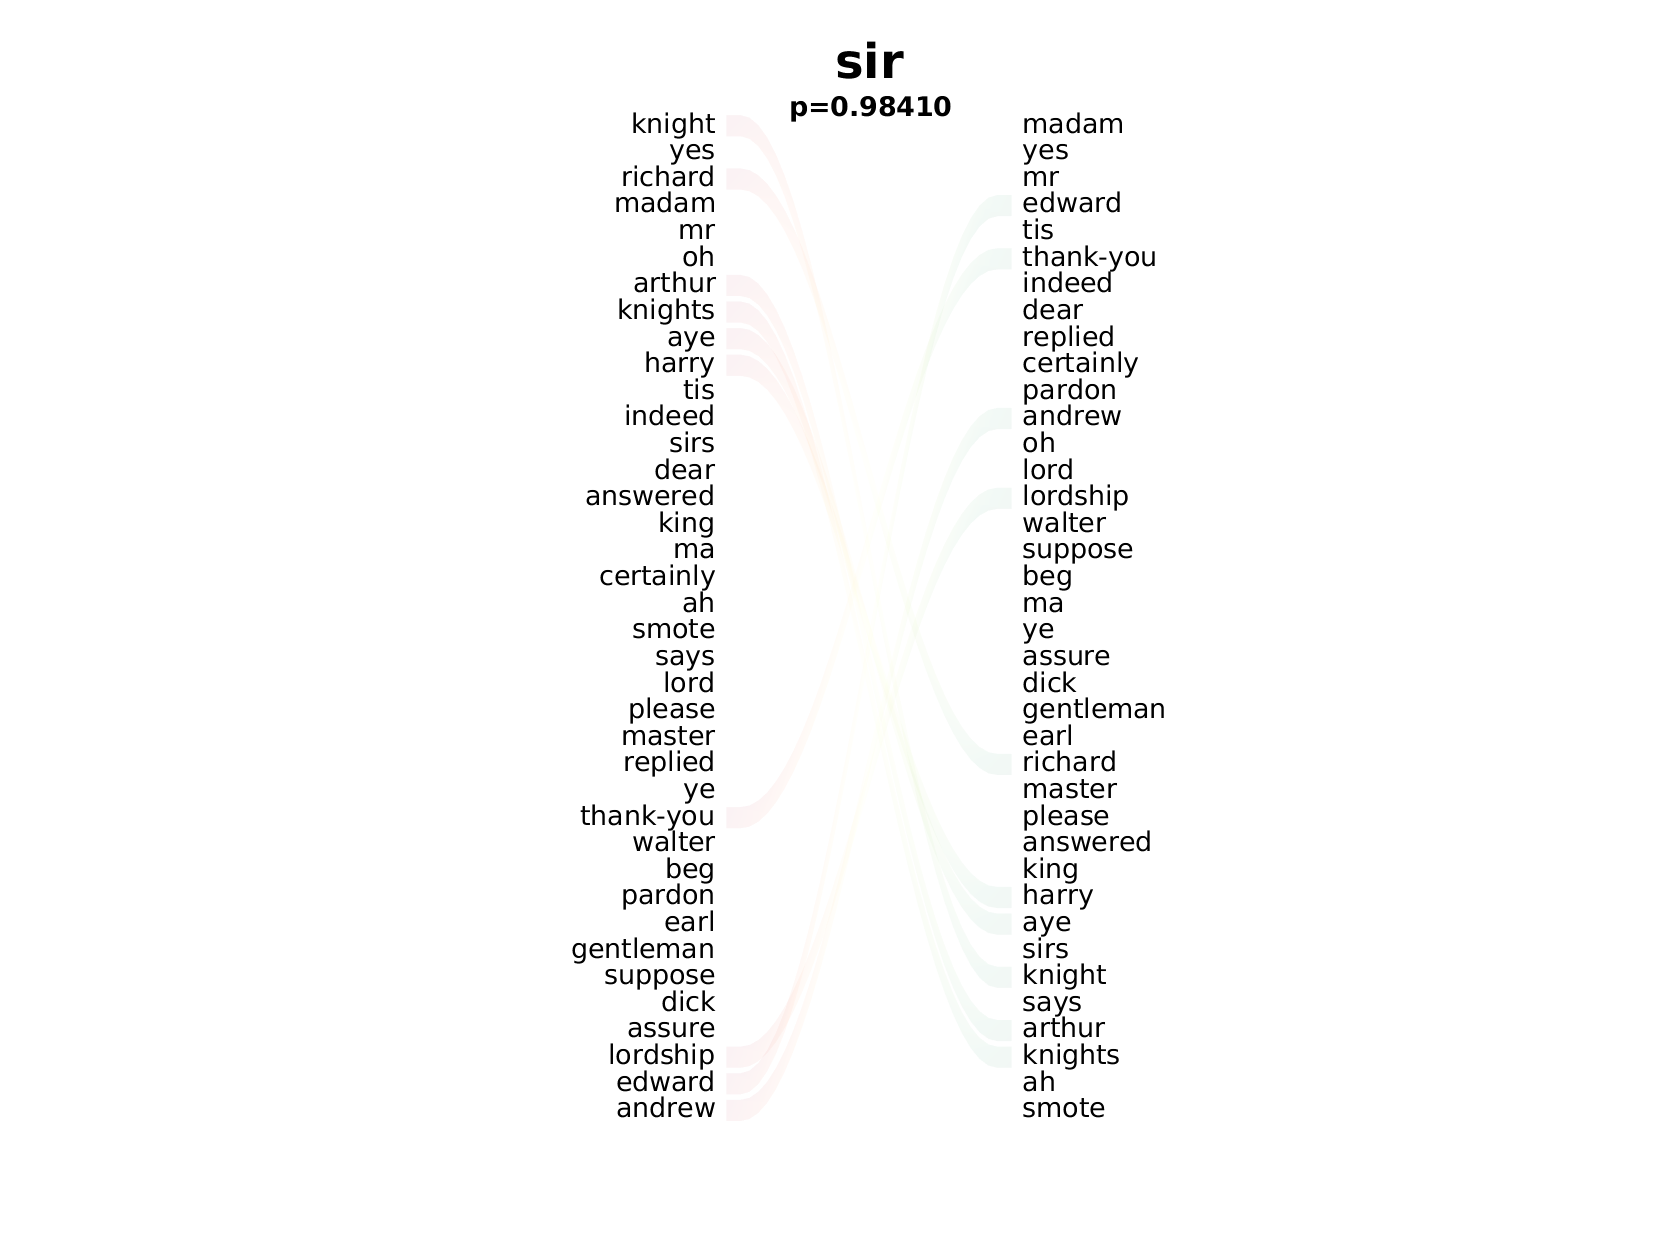 sir
p=0.98410
knight madam
yes yes
richard mr
madam edward
mr tis
oh thank-you
arthur indeed
knights dear
aye replied
harry certainly
tis pardon
indeed andrew
sirs oh
dear lord
answered lordship
king walter
ma suppose
certainly beg
ah ma
smote ye
says assure
lord dick
please gentleman
master earl
replied richard
ye master
thank-you please
walter answered
beg king
pardon harry
earl aye
gentleman sirs
suppose knight
dick says
assure arthur
lordship knights
edward ah
andrew smote